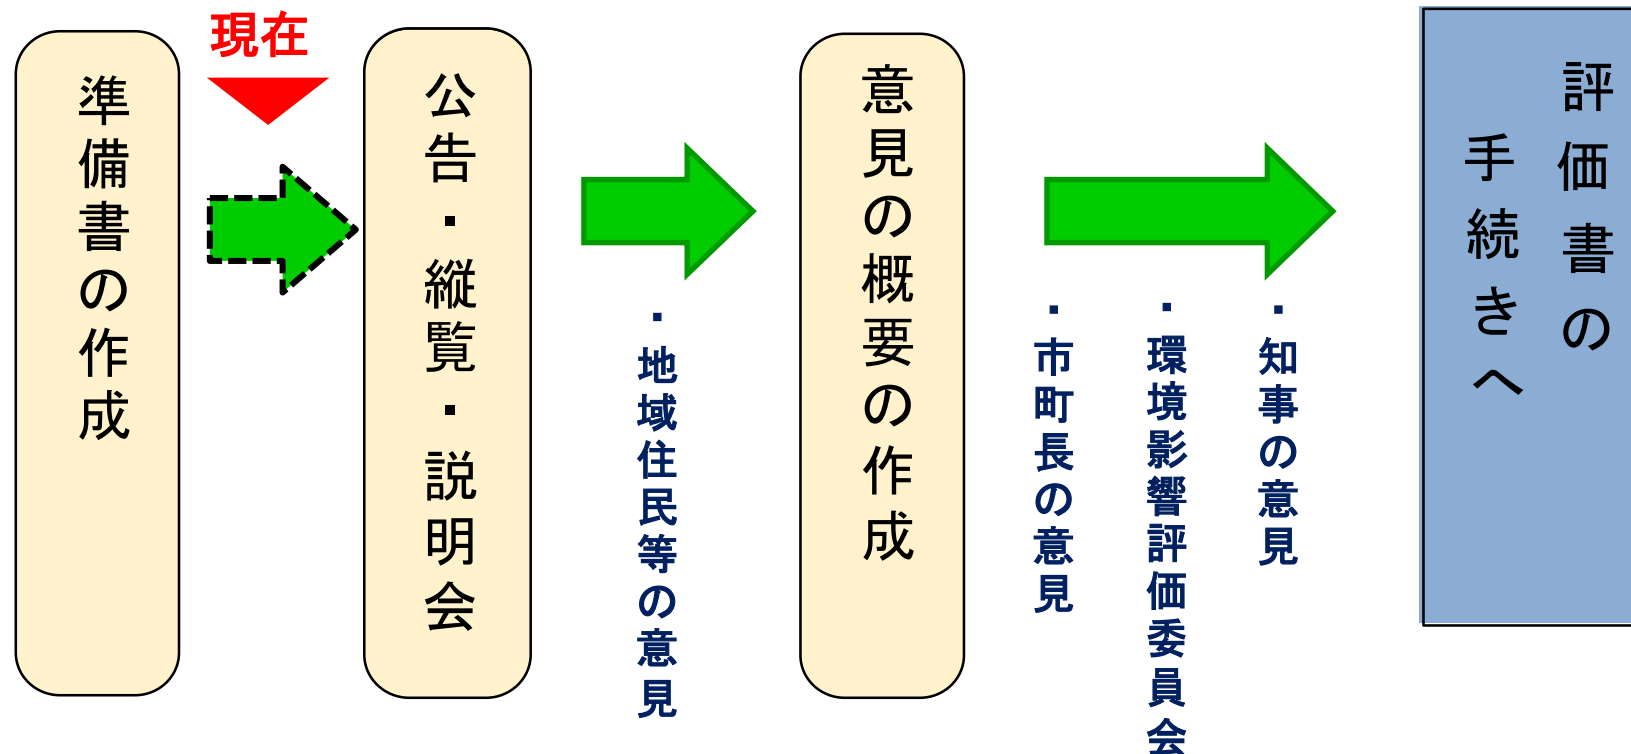 準備書の作成
現在
公告・縦覧・説明会
・地域住民等の意見
意見の概要の作成
・市町長の意見
・環境影響評価委員会
・知事の意見
評価書の
手続きへ